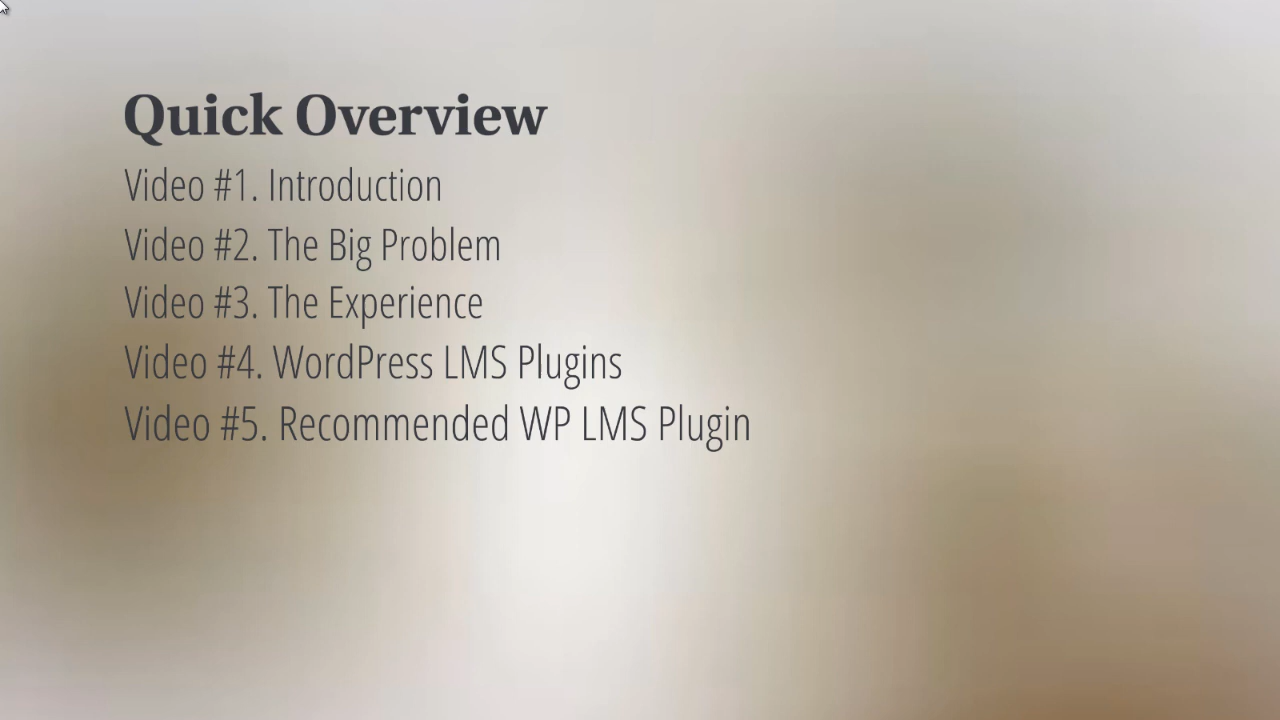 Quick Overview
Video #1. Introduction
Video #2. The Big Problem
Video #3. The Experience
Video #4. WordPress LMS Plugins
Video #5. Recommended WP LMS Plugin